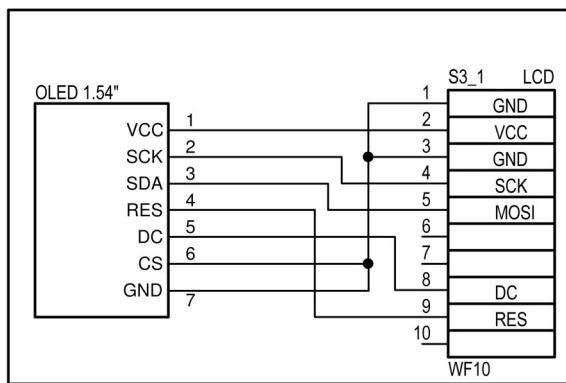 OLED 1.54"
VCC 1
SCK 2
SDA 3
RES 4
DC 5
CS 6
GND 7
S3_1 LCD
1 GND
2 VCC
3 GND
4 SCK
5 MOSI
6
7
8 DC
9 RES
10
WF10